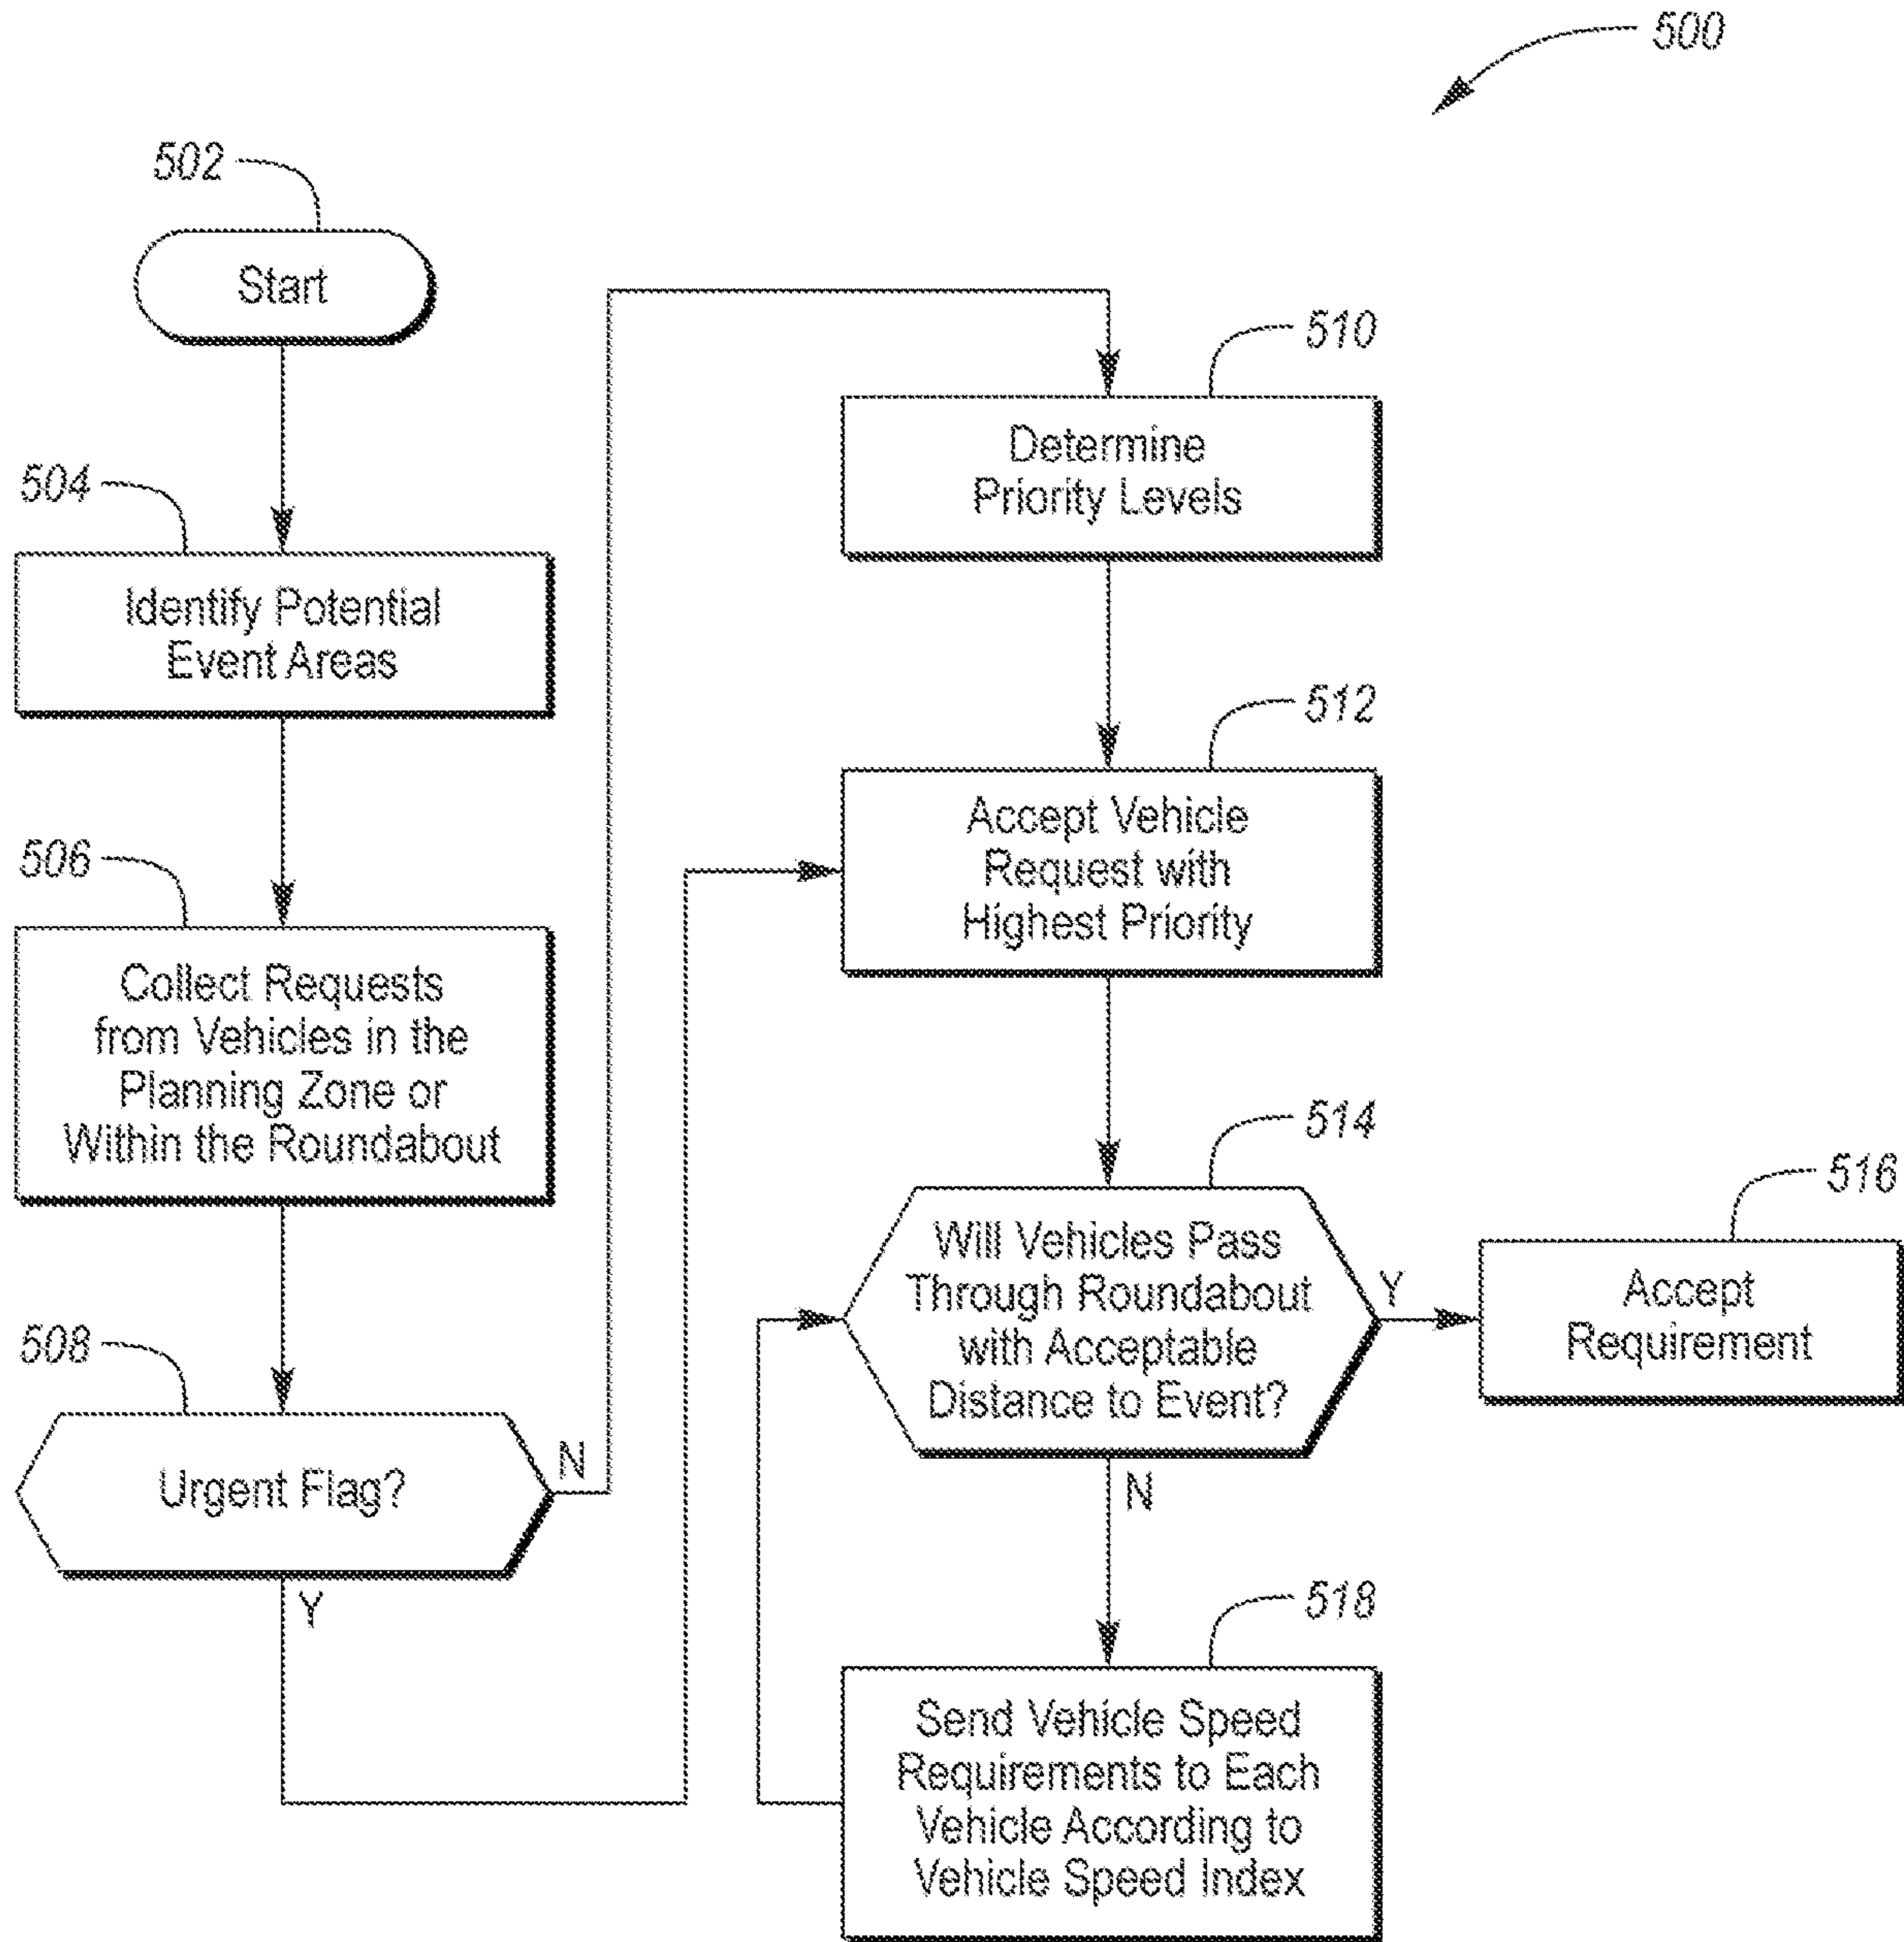 500
502
Start
504
Identify Potential
Event Areas
506
Collect Requests
from Vehicles in the
Planning Zone or
Within the Roundabout
508
Urgent Flag?
N
Y
510
Determine
Priority Levels
512
Accept Vehicle
Request with
Highest Priority
514
Will Vehicles Pass
Through Roundabout
with Acceptable
Distance to Event?
Y
N
516
Accept
Requirement
518
Send Vehicle Speed
Requirements to Each
Vehicle According to
Vehicle Speed Index